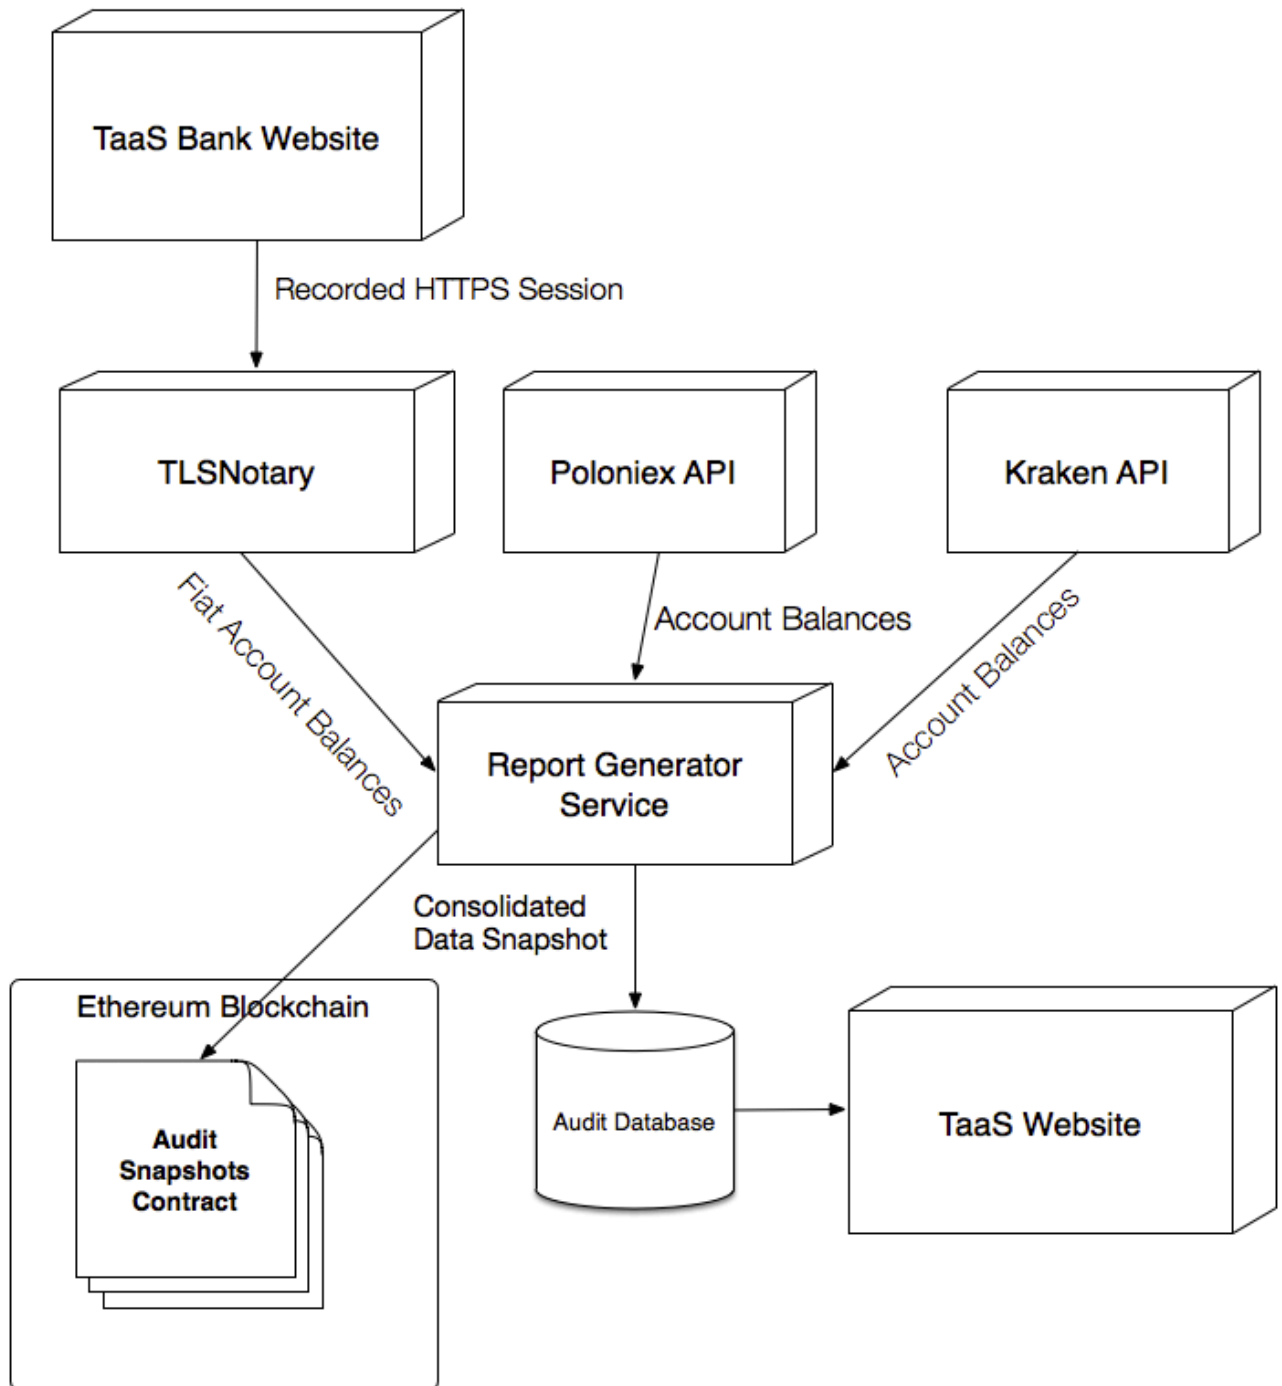 TaaS Bank Website
Recorded HTTPS Session
TLSNotary
Poloniex API
Kraken API
Fiat Account Balances
Account Balances
Account Balances
Report Generator
Service
Consolidated
Data Snapshot
Ethereum Blockchain
Audit
Snapshots
Contract
Audit Database
TaaS Website